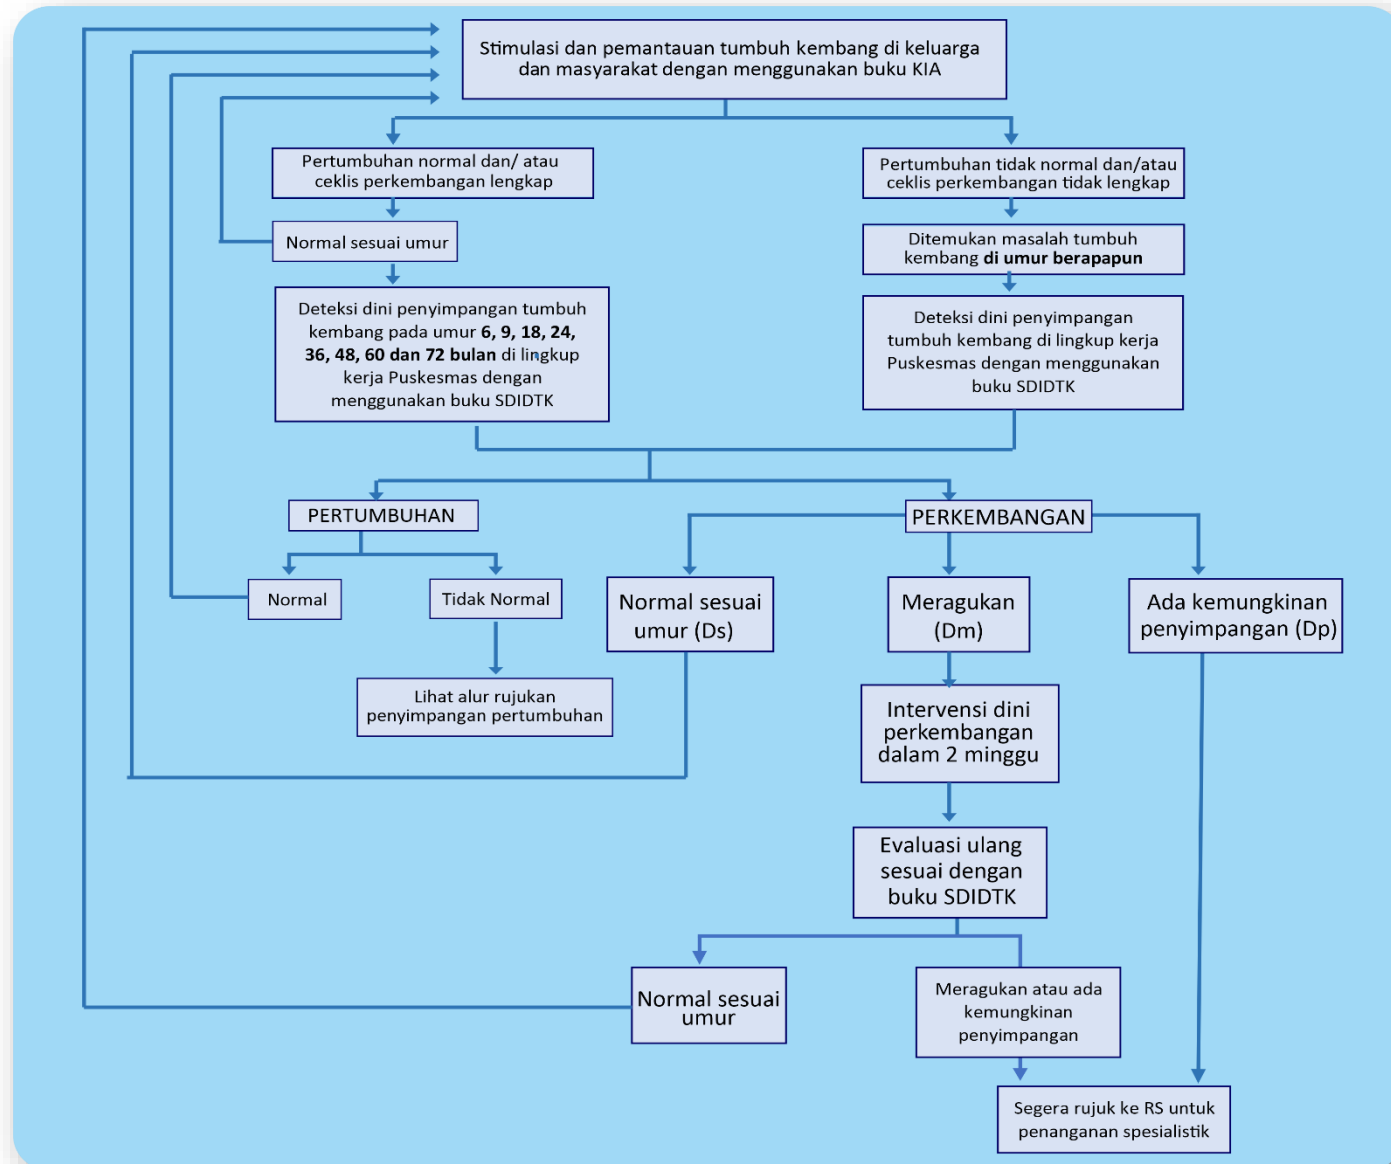 Stimulasi dan pemantauan tumbuh kembang di keluarga
dan masyarakat dengan menggunakan buku KIA
Pertumbuhan normal dan/ atau
ceklis perkembangan lengkap
Pertumbuhan tidak normal dan/atau
ceklis perkembangan tidak lengkap
Normal sesuai umur
Ditemukan masalah tumbuh
kembang di umur berapapun
Deteksi dini penyimpangan tumbuh
kembang pada umur 6, 9, 18, 24,
36, 48, 60 dan 72 bulan di lingkup
kerja Puskesmas dengan
menggunakan buku SDIDTK
Deteksi dini penyimpangan
tumbuh kembang di lingkup kerja
Puskesmas dengan menggunakan
buku SDIDTK
PERTUMBUHAN
PERKEMBANGAN
Normal
Tidak Normal
Normal sesuai
umur (Ds)
Meragukan
(Dm)
Ada kemungkinan
penyimpangan (Dp)
Lihat alur rujukan
penyimpangan pertumbuhan
Intervensi dini
perkembangan
dalam 2 minggu
Evaluasi ulang
sesuai dengan
buku SDIDTK
Normal sesuai
umur
Meragukan atau ada
kemungkinan
penyimpangan
Segera rujuk ke RS untuk
penanganan spesialistik